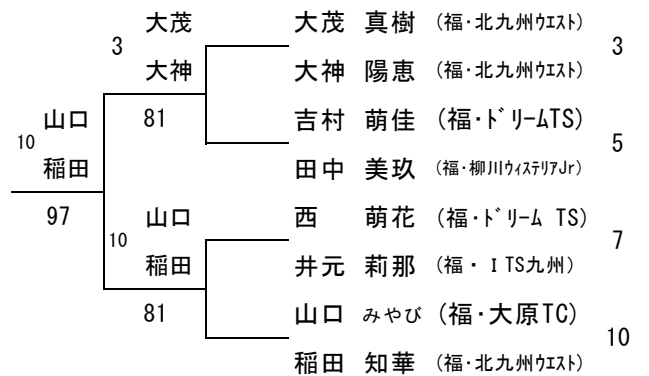 大茂 大茂 真樹 (福・北九州ウエスト)
3 3
大神 大神 陽恵 (福・北九州ウエスト)
山口 81 吉村 萌佳 (福・ドリームTS)
10 5
稲田 田中 美玖 (福・柳川ウィステリアJr)
97 山口 西 萌花 (福・ドリーム TS)
10 7
稲田 井元 莉那 (福・ITS九州)
81 山口 みやび (福・大原TC)
10
稲田 知華 (福・北九州ウエスト)